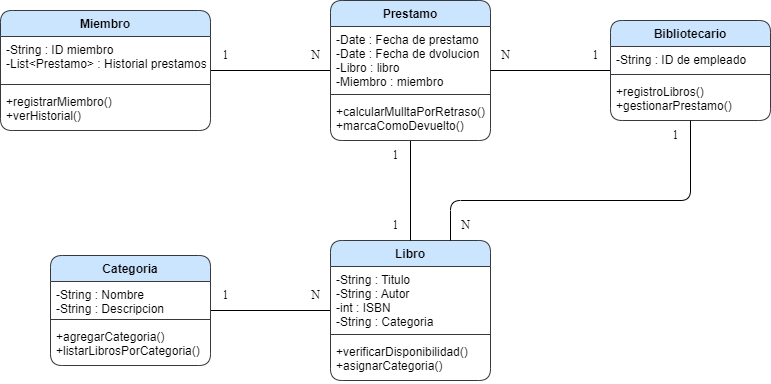 Miembro
-String : ID miembro
-List<Prestamo> : Historial prestamos
+registrarMiembro()
+verHistorial()
1
N
Prestamo
-Date : Fecha de prestamo
-Date : Fecha de dvolucion
-Libro : libro
-Miembro : miembro
+calcularMulltaPorRetraso()
+marcaComoDevuelto()
N
1
Bibliotecario
-String : ID de empleado
+registroLibros()
+gestionarPrestamo()
1
1
1
N
Categoria
-String : Nombre
-String : Descripcion
+agregarCategoria()
+listarLibrosPorCategoria()
1
N
Libro
-String : Titulo
-String : Autor
-int : ISBN
-String : Categoria
+verificarDisponibilidad()
+asignarCategoria()